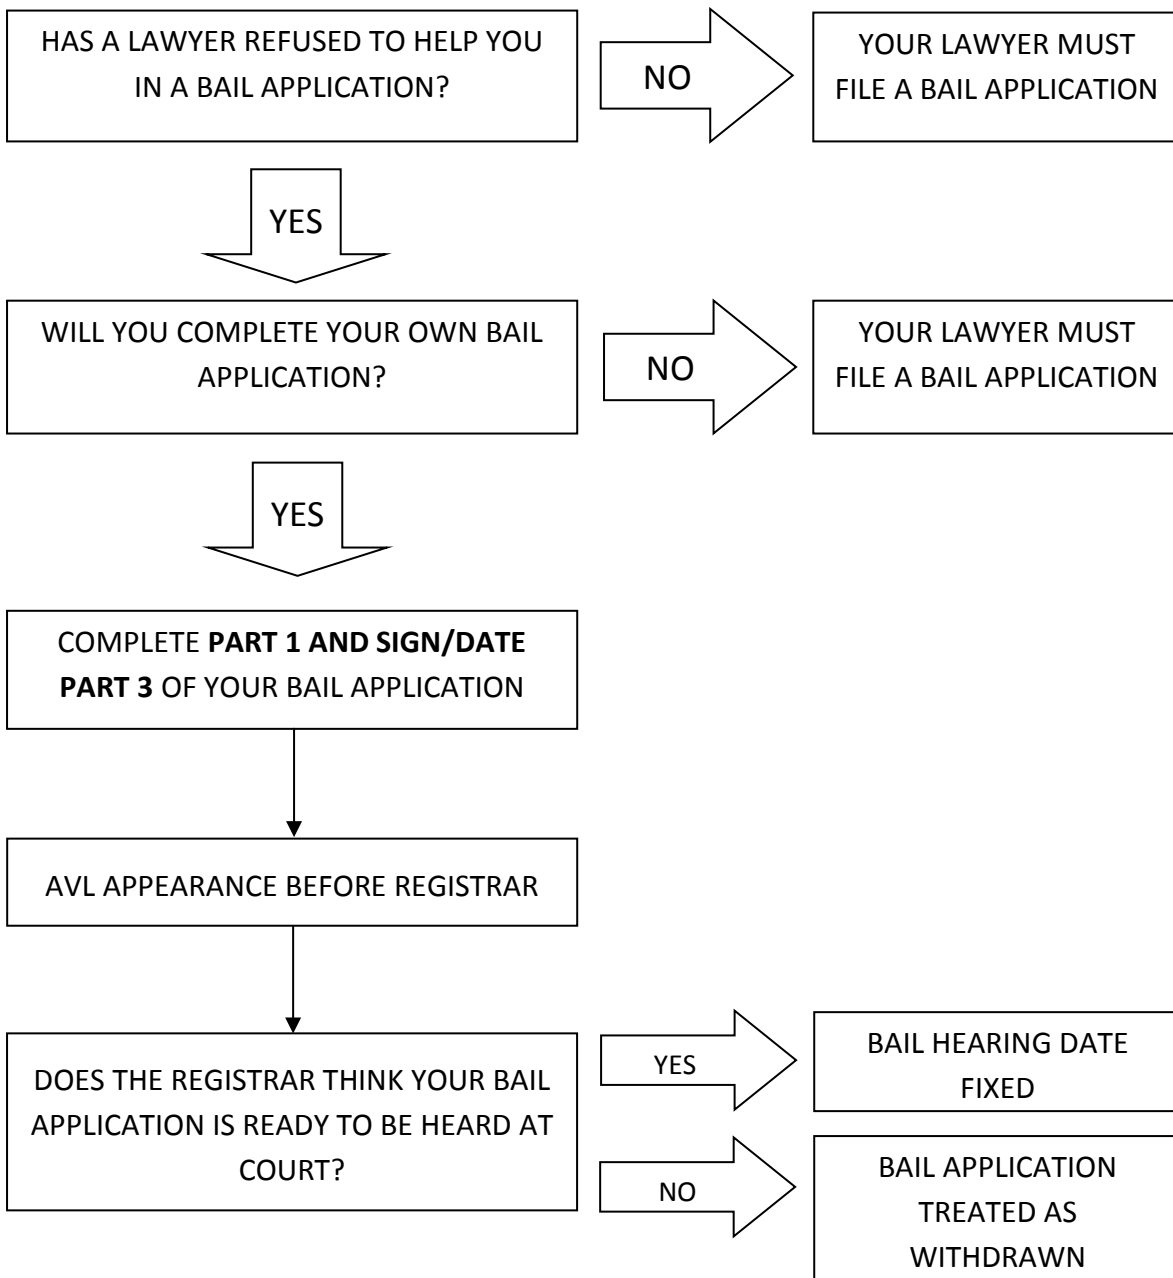 HAS A LAWYER REFUSED TO HELP YOU
IN A BAIL APPLICATION?
NO
YOUR LAWYER MUST
FILE A BAIL APPLICATION
YES
WILL YOU COMPLETE YOUR OWN BAIL
APPLICATION?
NO
YOUR LAWYER MUST
FILE A BAIL APPLICATION
YES
COMPLETE PART 1 AND SIGN/DATE
PART 3 OF YOUR BAIL APPLICATION
AVL APPEARANCE BEFORE REGISTRAR
DOES THE REGISTRAR THINK YOUR BAIL
APPLICATION IS READY TO BE HEARD AT
COURT?
YES
BAIL HEARING DATE
FIXED
NO
BAIL APPLICATION
TREATED AS
WITHDRAWN